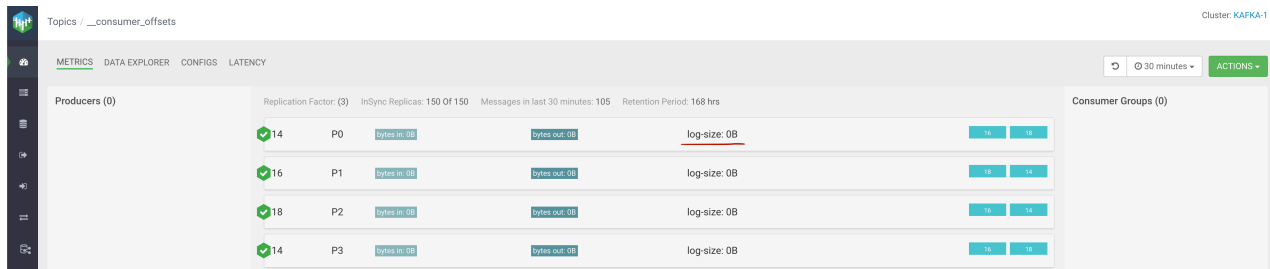 Topics / __consumer_offsets
Cluster: KAFKA-1
METRICS DATA EXPLORER CONFIGS LATENCY
30 minutes
ACTIONS
Producers (0)
Replication Factor: (3) InSync Replicas: 150 Of 150 Messages in last 30 minutes: 105 Retention Period: 168 hrs
Consumer Groups (0)
14 P0 bytes in: 0B bytes out: 0B log-size: 0B 16 18
16 P1 bytes in: 0B bytes out: 0B log-size: 0B 18 14
18 P2 bytes in: 0B bytes out: 0B log-size: 0B 16 14
14 P3 bytes in: 0B bytes out: 0B log-size: 0B 16 18